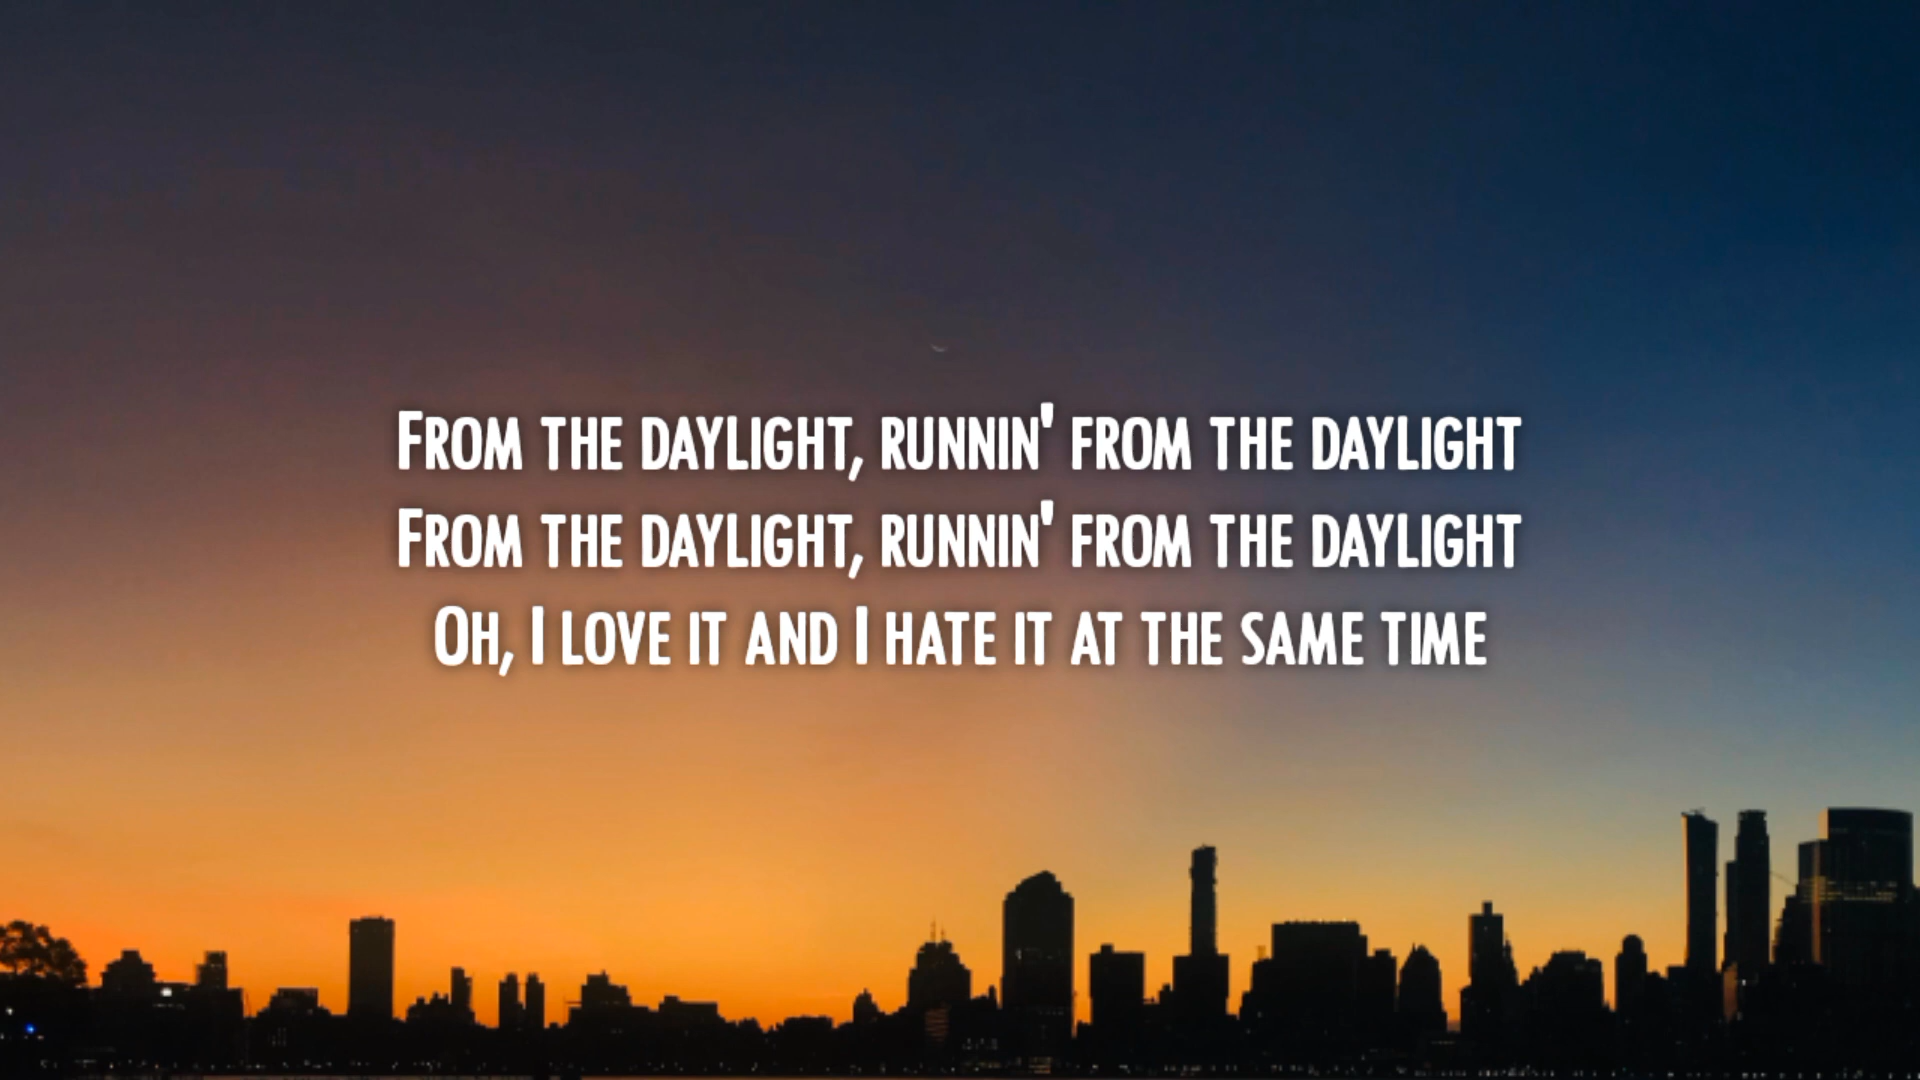 From the daylight, runnin' from the daylight
From the daylight, runnin' from the daylight
Oh, I love it and I hate it at the same time